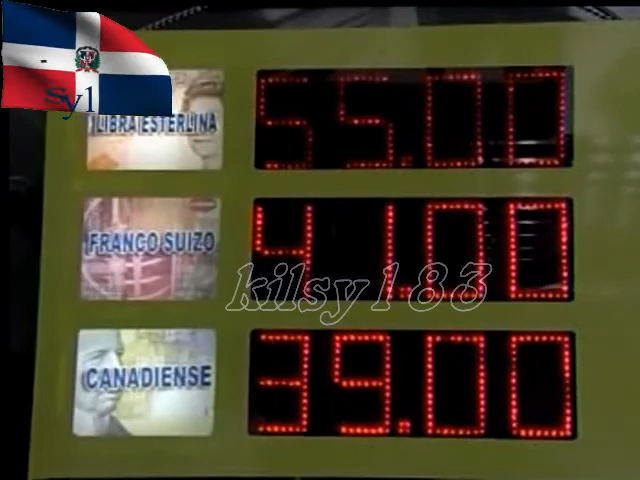 Syl
LIBRA ESTERLINA
55.00
FRANCO SUIZO
41.00
kilsy183
CANADIENSE
39.00